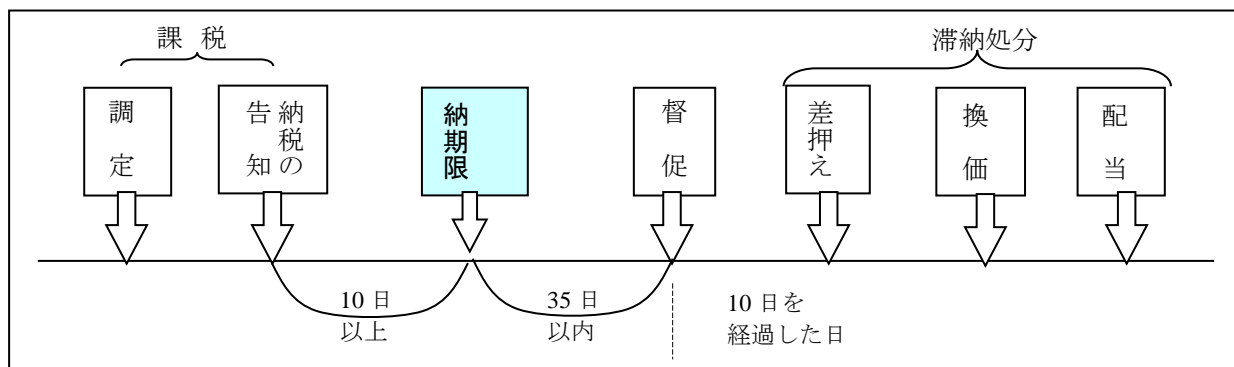 課 税
滞納処分
調定
納税の告知
納期限
督促
差押え
換価
配当
10 日
以上
35 日
以内
10 日を
経過した日